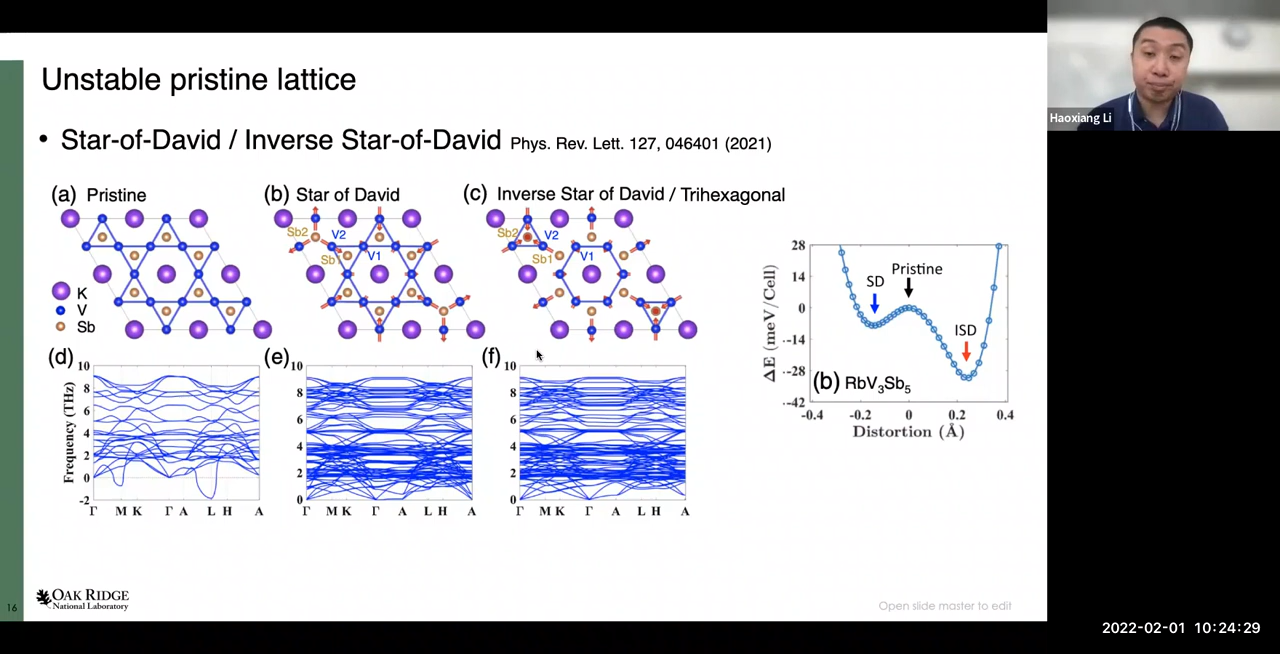 Unstable pristine lattice
• Star-of-David / Inverse Star-of-David Phys. Rev. Lett. 127, 046401 (2021)
(a) Pristine
(b) Star of David
(c) Inverse Star of David / Trihexagonal
Sb2
V2
Sb
V1
Sb2
V2
Sb1
V1
K
V
Sb
(d)
(e)
(f)
Frequency (THz)
10
8
6
4
2
0
-2
Γ M K Γ A L H A
10
8
6
4
2
0
Γ M K Γ A L H A
10
8
6
4
2
0
Γ M K Γ A L H A
ΔE (meV/Cell)
28
14
0
-14
-28
-42
SD
Pristine
ISD
(b) RbV₃Sb₅
-0.4 -0.2 0 0.2 0.4
Distortion (Å)
16
OAK RIDGE
National Laboratory
Open slide master to edit
Haoxiang Li
2022-02-01 10:24:29